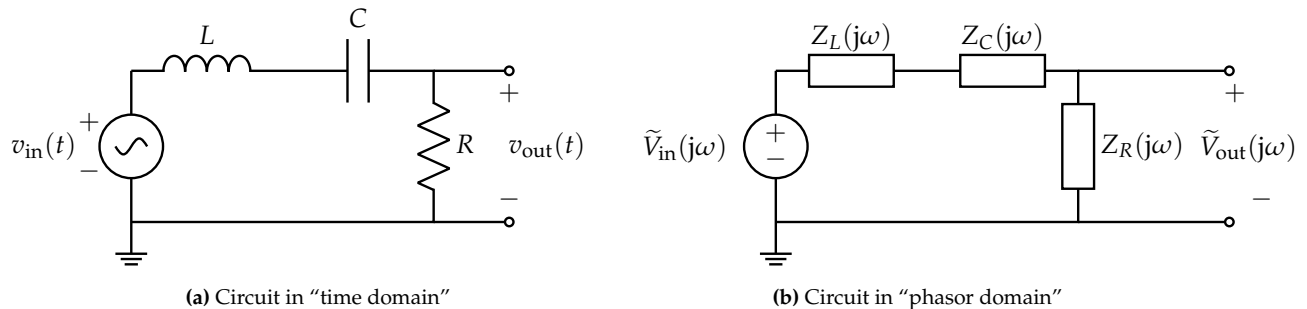 L
C
+
v_in(t)
−
R
+
v_out(t)
−
(a) Circuit in “time domain”
Z_L(jω)
Z_C(jω)
Ṽ_in(jω)
+
−
Z_R(jω)
+
Ṽ_out(jω)
−
(b) Circuit in “phasor domain”